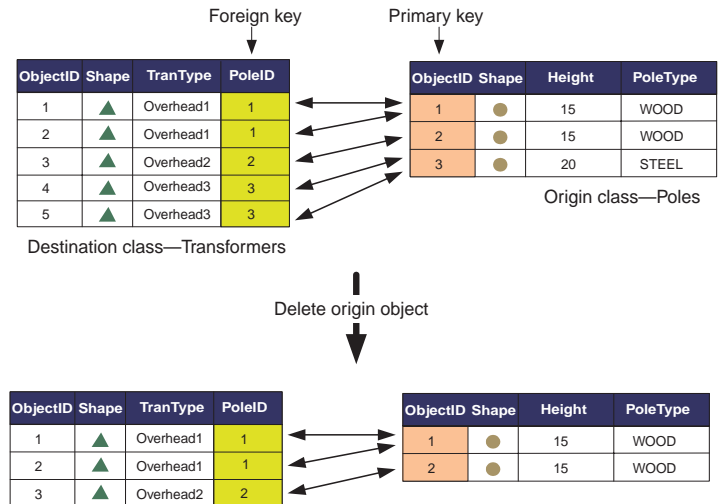 Foreign key Primary key
ObjectID Shape TranType PoleID
1 Overhead1 1
2 Overhead1 1
3 Overhead2 2
4 Overhead3 3
5 Overhead3 3
Destination class—Transformers
ObjectID Shape Height PoleType
1 15 WOOD
2 15 WOOD
3 20 STEEL
Origin class—Poles
Delete origin object
ObjectID Shape TranType PoleID
1 Overhead1 1
2 Overhead1 1
3 Overhead2 2
ObjectID Shape Height PoleType
1 15 WOOD
2 15 WOOD